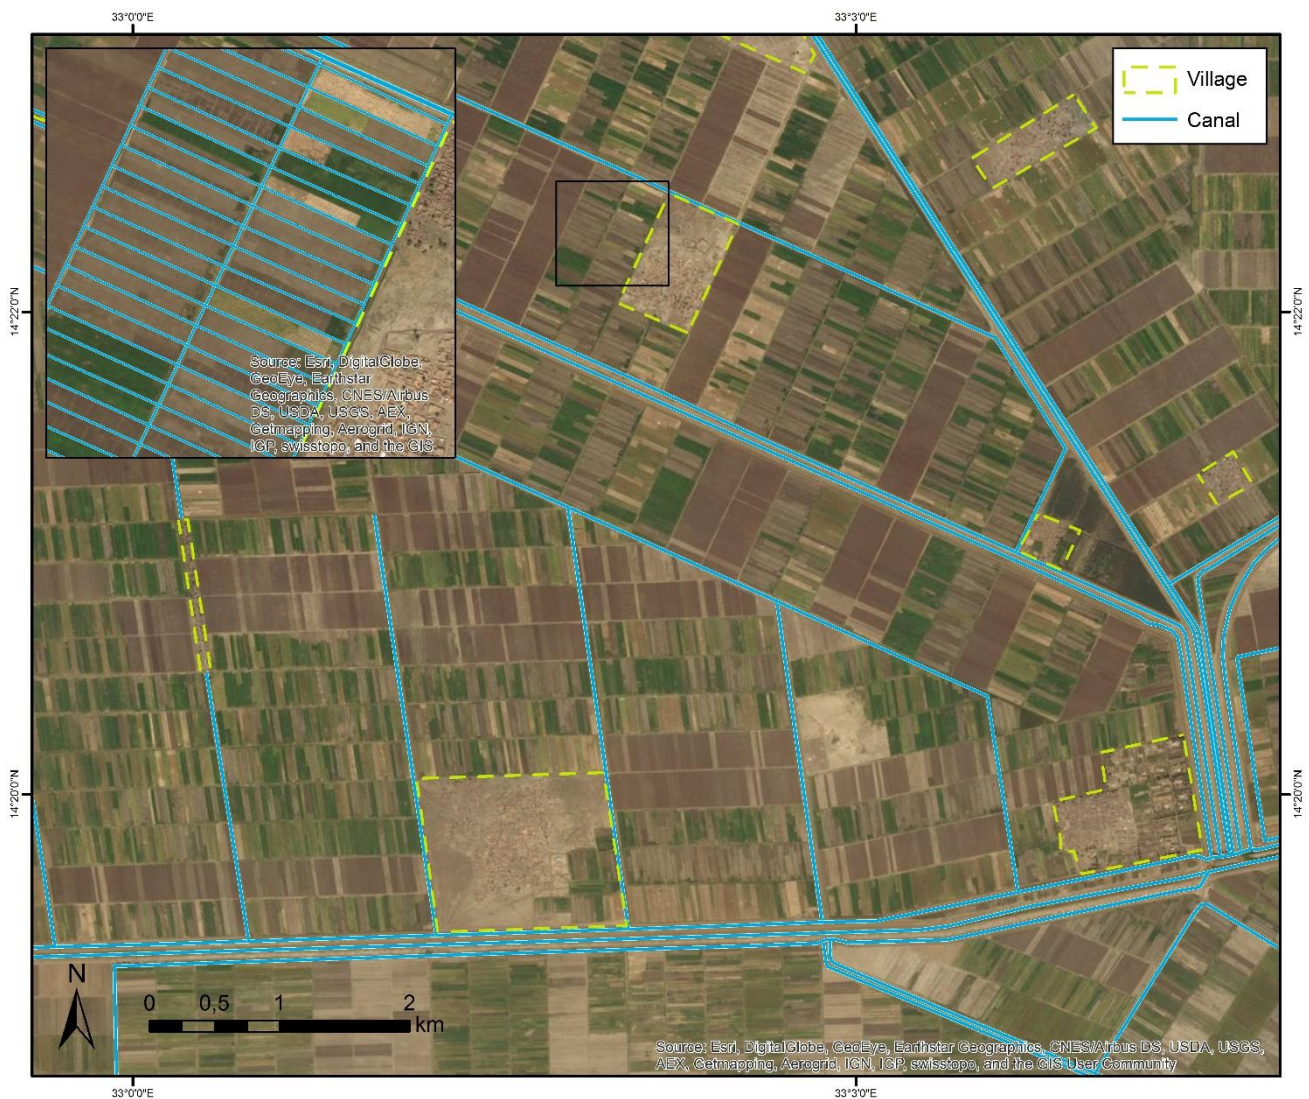 33°0'0"E
33°3'0"E
Village
Canal
14°22'0"N
14°22'0"N
Source: Esri, DigitalGlobe,
GeoEye, Earthstar
Geographics, CNES/Airbus
DS, USDA, USGS, AEX,
Getmapping, Aerogrid, IGN,
IGP, swisstopo, and the GIS
14°20'0"N
14°20'0"N
N
0 0,5 1 2
km
Source: Esri, DigitalGlobe, GeoEye, Earthstar Geographics, CNES/Airbus DS, USDA, USGS,
AEX, Getmapping, Aerogrid, IGN, IGP, swisstopo, and the GIS User Community
33°0'0"E
33°3'0"E